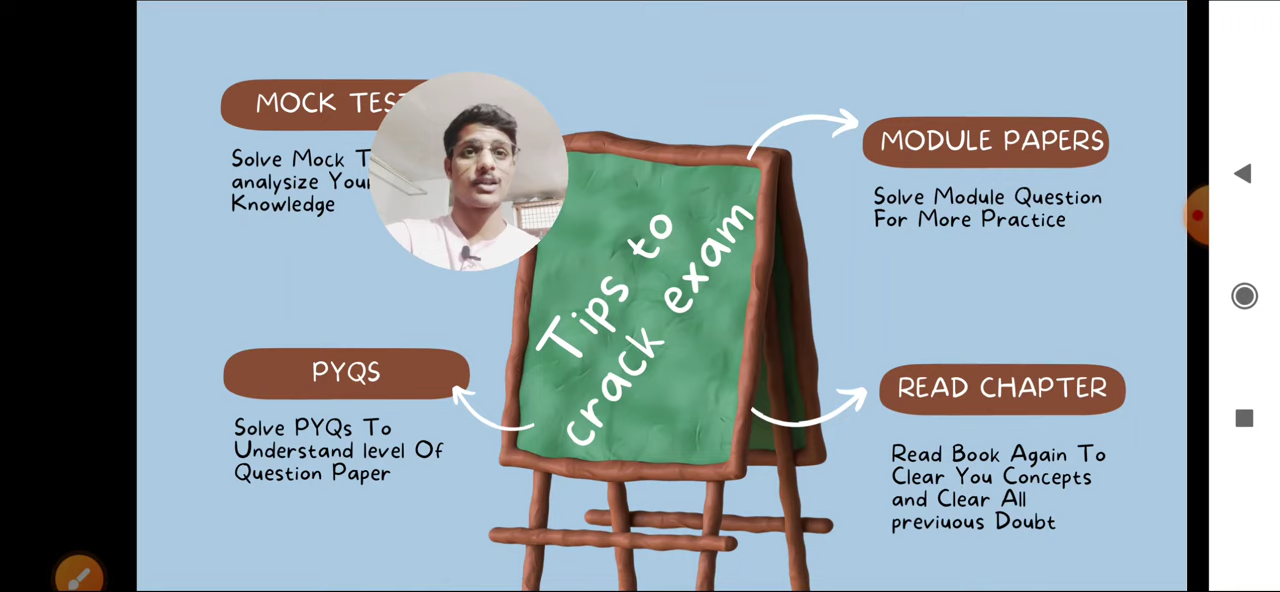 MOCK TES
Solve Mock T
analysize You
Knowledge
Tips to
crack exam
MODULE PAPERS
Solve Module Question
For More Practice
PYQS
Solve PYQs To
Understand level Of
Question Paper
READ CHAPTER
Read Book Again To
Clear You Concepts
and Clear All
previuous Doubt